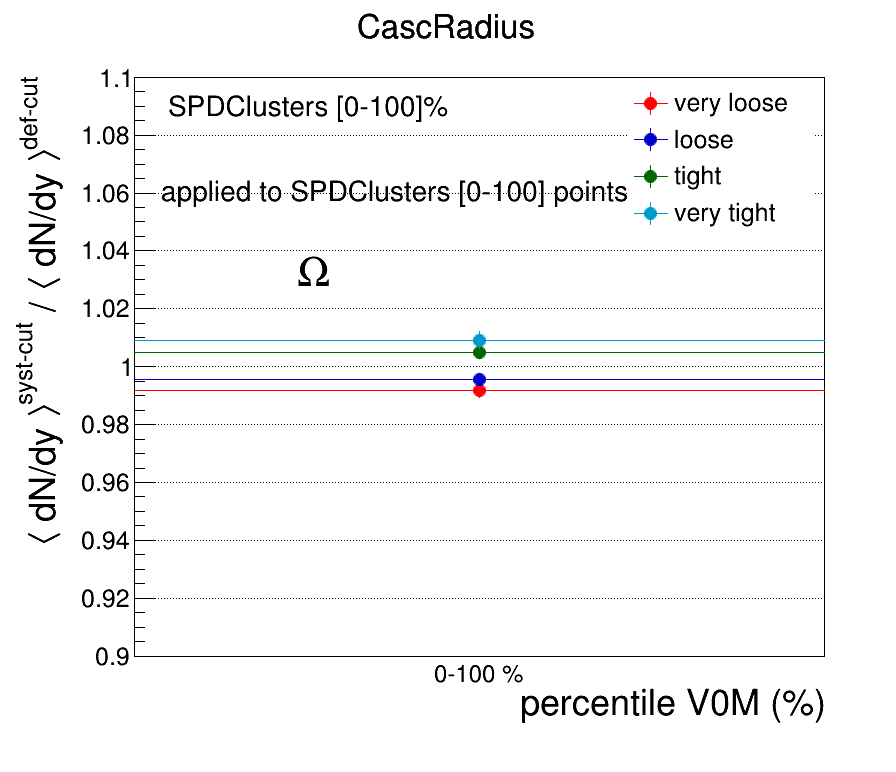 CascRadius
SPDClusters [0-100]%
applied to SPDClusters [0-100] points
Ω
very loose
loose
tight
very tight
⟨ dN/dy ⟩^syst-cut / ⟨ dN/dy ⟩^def-cut
1.1
1.08
1.06
1.04
1.02
1
0.98
0.96
0.94
0.92
0.9
0-100 %
percentile V0M (%)